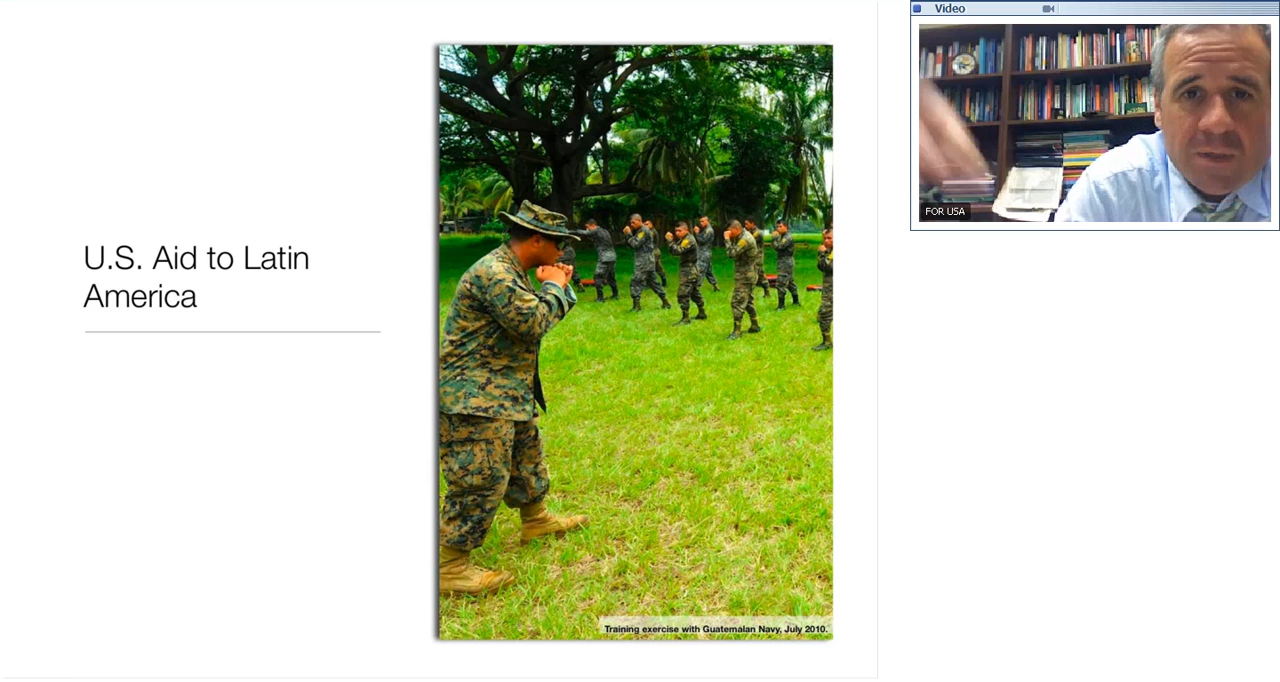 Video
FOR USA
U.S. Aid to Latin
America
Training exercise with Guatemalan Navy, July 2010.